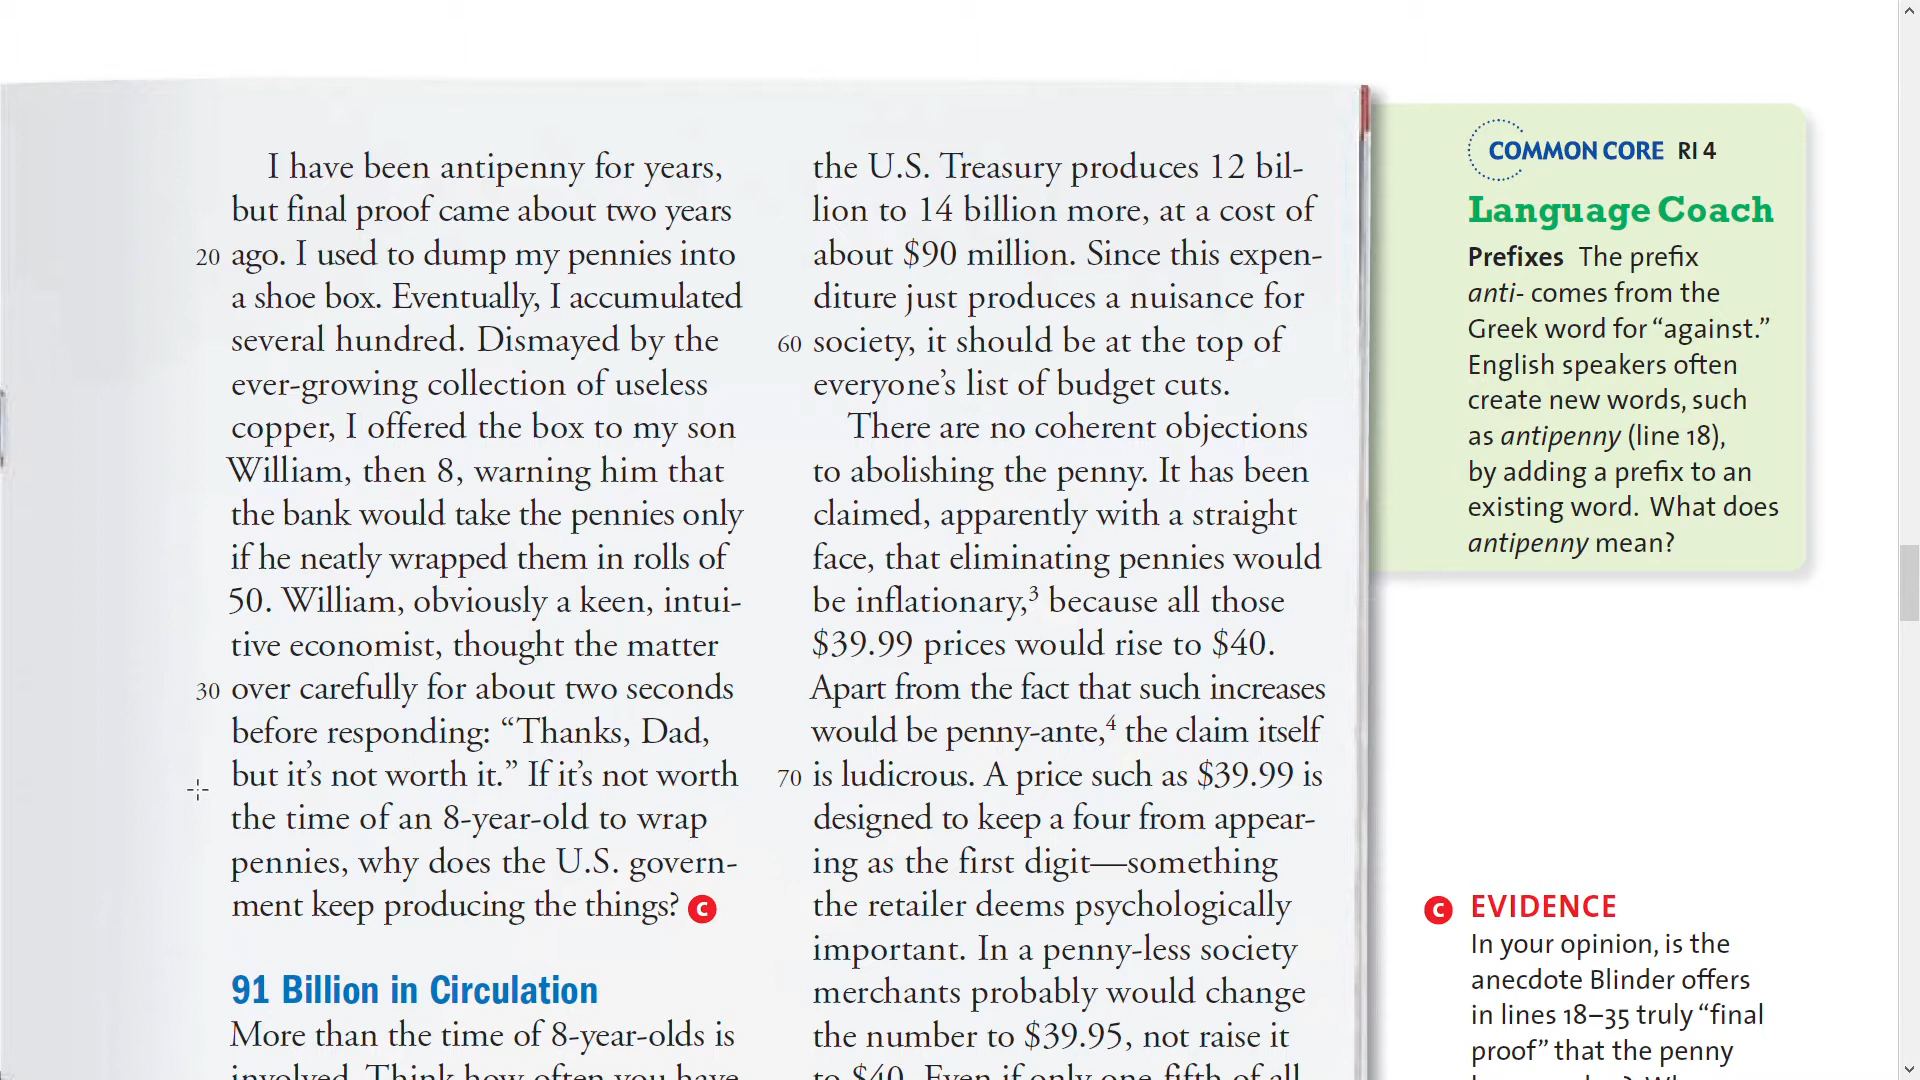 I have been antipenny for years,
but final proof came about two years
20 ago. I used to dump my pennies into
a shoe box. Eventually, I accumulated
several hundred. Dismayed by the
ever-growing collection of useless
copper, I offered the box to my son
William, then 8, warning him that
the bank would take the pennies only
if he neatly wrapped them in rolls of
50. William, obviously a keen, intui-
tive economist, thought the matter
30 over carefully for about two seconds
before responding: “Thanks, Dad,
but it’s not worth it.” If it’s not worth
the time of an 8-year-old to wrap
pennies, why does the U.S. govern-
ment keep producing the things? C
91 Billion in Circulation
More than the time of 8-year-olds is
involved. Think how often you have
the U.S. Treasury produces 12 bil-
lion to 14 billion more, at a cost of
about $90 million. Since this expen-
diture just produces a nuisance for
60 society, it should be at the top of
everyone’s list of budget cuts.
There are no coherent objections
to abolishing the penny. It has been
claimed, apparently with a straight
face, that eliminating pennies would
be inflationary,³ because all those
$39.99 prices would rise to $40.
Apart from the fact that such increases
would be penny-ante,⁴ the claim itself
70 is ludicrous. A price such as $39.99 is
designed to keep a four from appear-
ing as the first digit—something
the retailer deems psychologically
important. In a penny-less society
merchants probably would change
the number to $39.95, not raise it
to $40. Even if only one-fifth of all
COMMON CORE RI 4
Language Coach
Prefixes The prefix
anti- comes from the
Greek word for “against.”
English speakers often
create new words, such
as antipenny (line 18),
by adding a prefix to an
existing word. What does
antipenny mean?
C EVIDENCE
In your opinion, is the
anecdote Blinder offers
in lines 18–35 truly “final
proof” that the penny